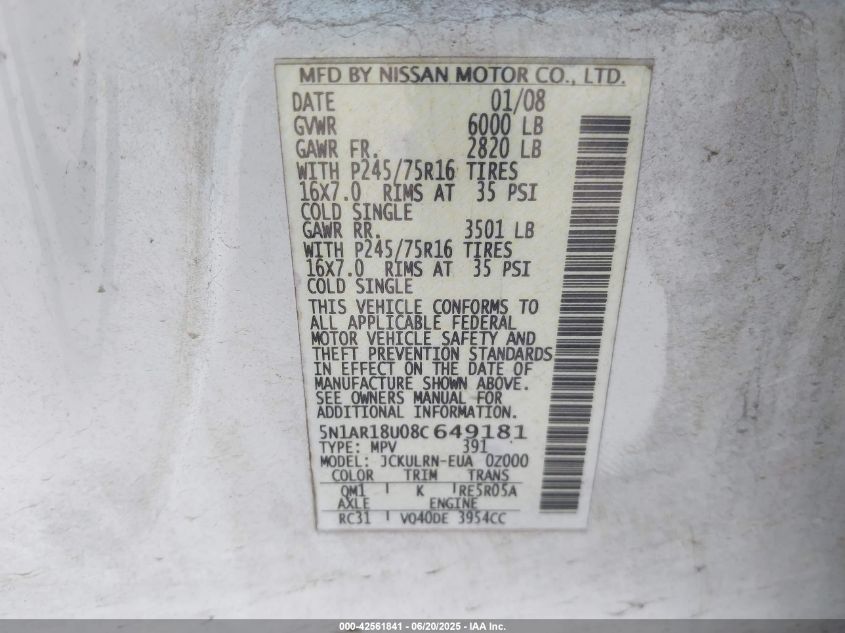 MFD BY NISSAN MOTOR CO., LTD.
DATE 01/08
GVWR 6000 LB
GAWR FR. 2820 LB
WITH P245/75R16 TIRES
16X7.0 RIMS AT 35 PSI
COLD SINGLE
GAWR RR. 3501 LB
WITH P245/75R16 TIRES
16X7.0 RIMS AT 35 PSI
COLD SINGLE
THIS VEHICLE CONFORMS TO
ALL APPLICABLE FEDERAL
MOTOR VEHICLE SAFETY AND
THEFT PREVENTION STANDARDS
IN EFFECT ON THE DATE OF
MANUFACTURE SHOWN ABOVE.
SEE OWNERS MANUAL FOR
ADDITIONAL INFORMATION.
5N1AR18U08C649181
TYPE: MPV 391
MODEL: JCKULRN-EUA 0Z000
COLOR TRIM TRANS
QM1 K RE5R05A
AXLE ENGINE
RC31 VQ40DE 3954CC
000-42561841 / 06/20/2025 - IAA Inc.